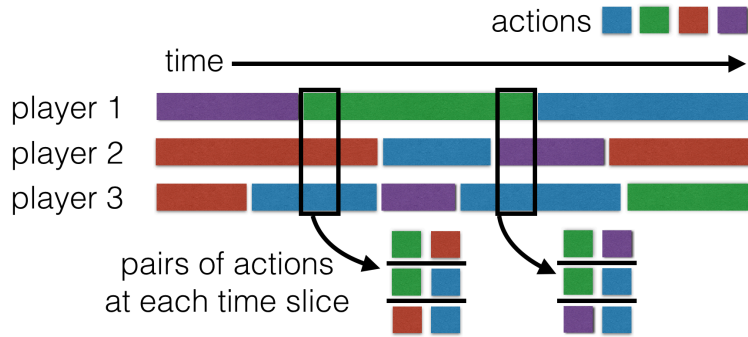 actions
time
player 1
player 2
player 3
pairs of actions
at each time slice